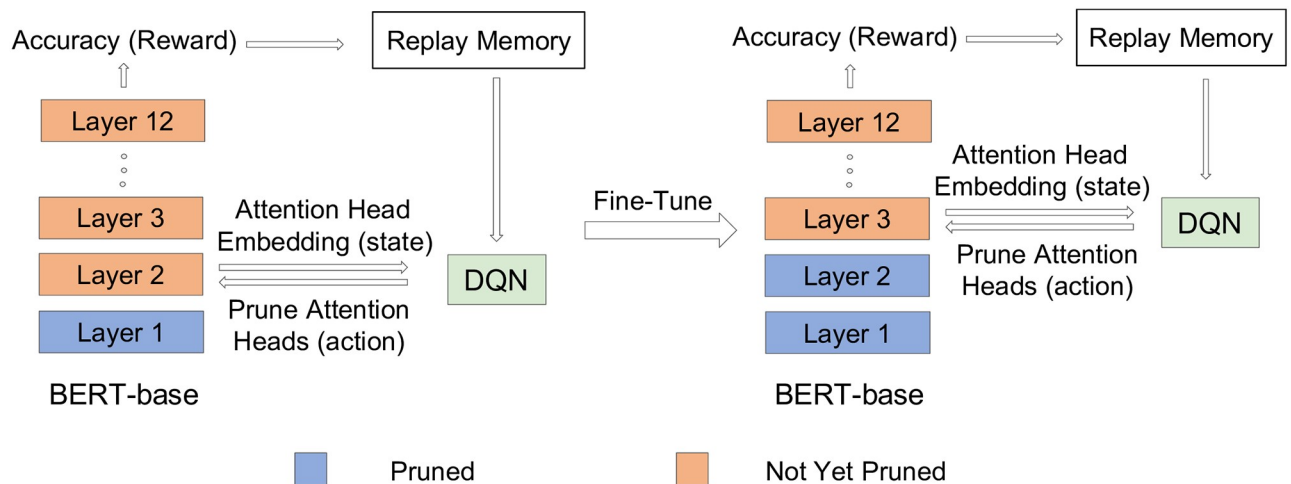 Accuracy (Reward)
Replay Memory
Layer 12
Layer 3
Layer 2
Layer 1
BERT-base
Attention Head
Embedding (state)
Prune Attention
Heads (action)
DQN
Fine-Tune
Accuracy (Reward)
Replay Memory
Layer 12
Layer 3
Layer 2
Layer 1
BERT-base
Attention Head
Embedding (state)
Prune Attention
Heads (action)
DQN
Pruned
Not Yet Pruned